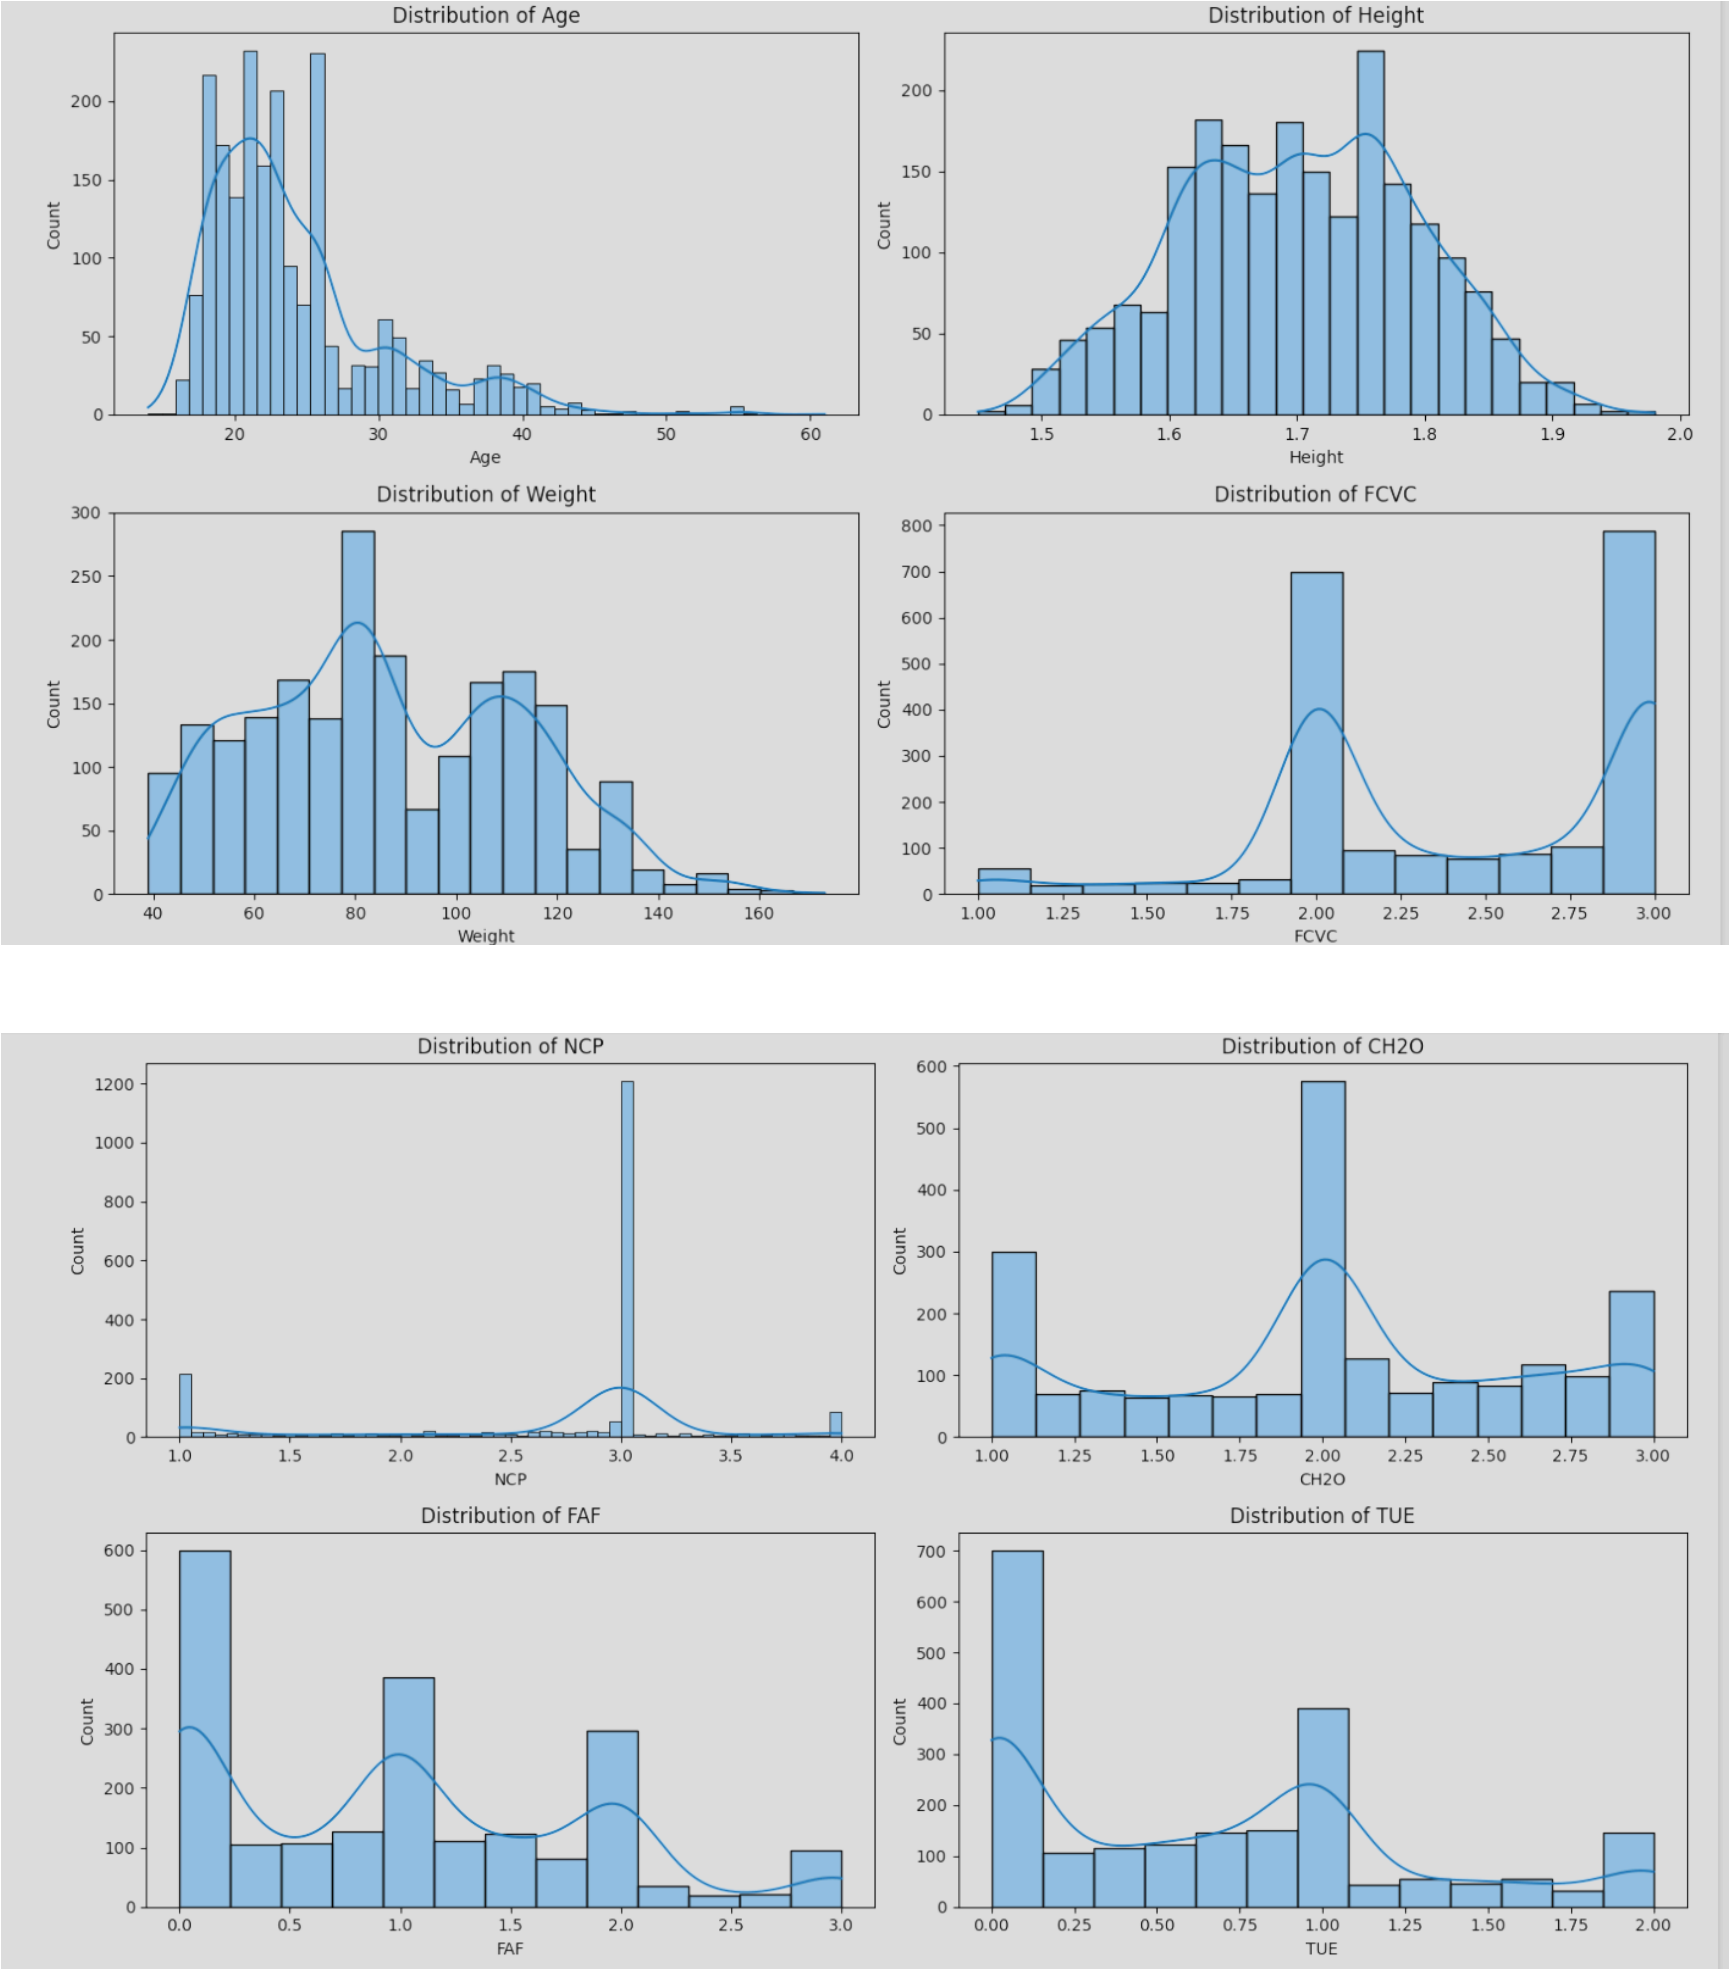 Distribution of Age
Count
200
150
100
50
0
20 30 40 50 60
Age
Distribution of Height
Count
200
150
100
50
0
1.5 1.6 1.7 1.8 1.9 2.0
Height
Distribution of Weight
Count
300
250
200
150
100
50
0
40 60 80 100 120 140 160
Weight
Distribution of FCVC
Count
800
700
600
500
400
300
200
100
0
1.00 1.25 1.50 1.75 2.00 2.25 2.50 2.75 3.00
FCVC
Distribution of NCP
Count
1200
1000
800
600
400
200
0
1.0 1.5 2.0 2.5 3.0 3.5 4.0
NCP
Distribution of CH2O
Count
600
500
400
300
200
100
0
1.00 1.25 1.50 1.75 2.00 2.25 2.50 2.75 3.00
CH2O
Distribution of FAF
Count
600
500
400
300
200
100
0
0.0 0.5 1.0 1.5 2.0 2.5 3.0
FAF
Distribution of TUE
Count
700
600
500
400
300
200
100
0
0.00 0.25 0.50 0.75 1.00 1.25 1.50 1.75 2.00
TUE